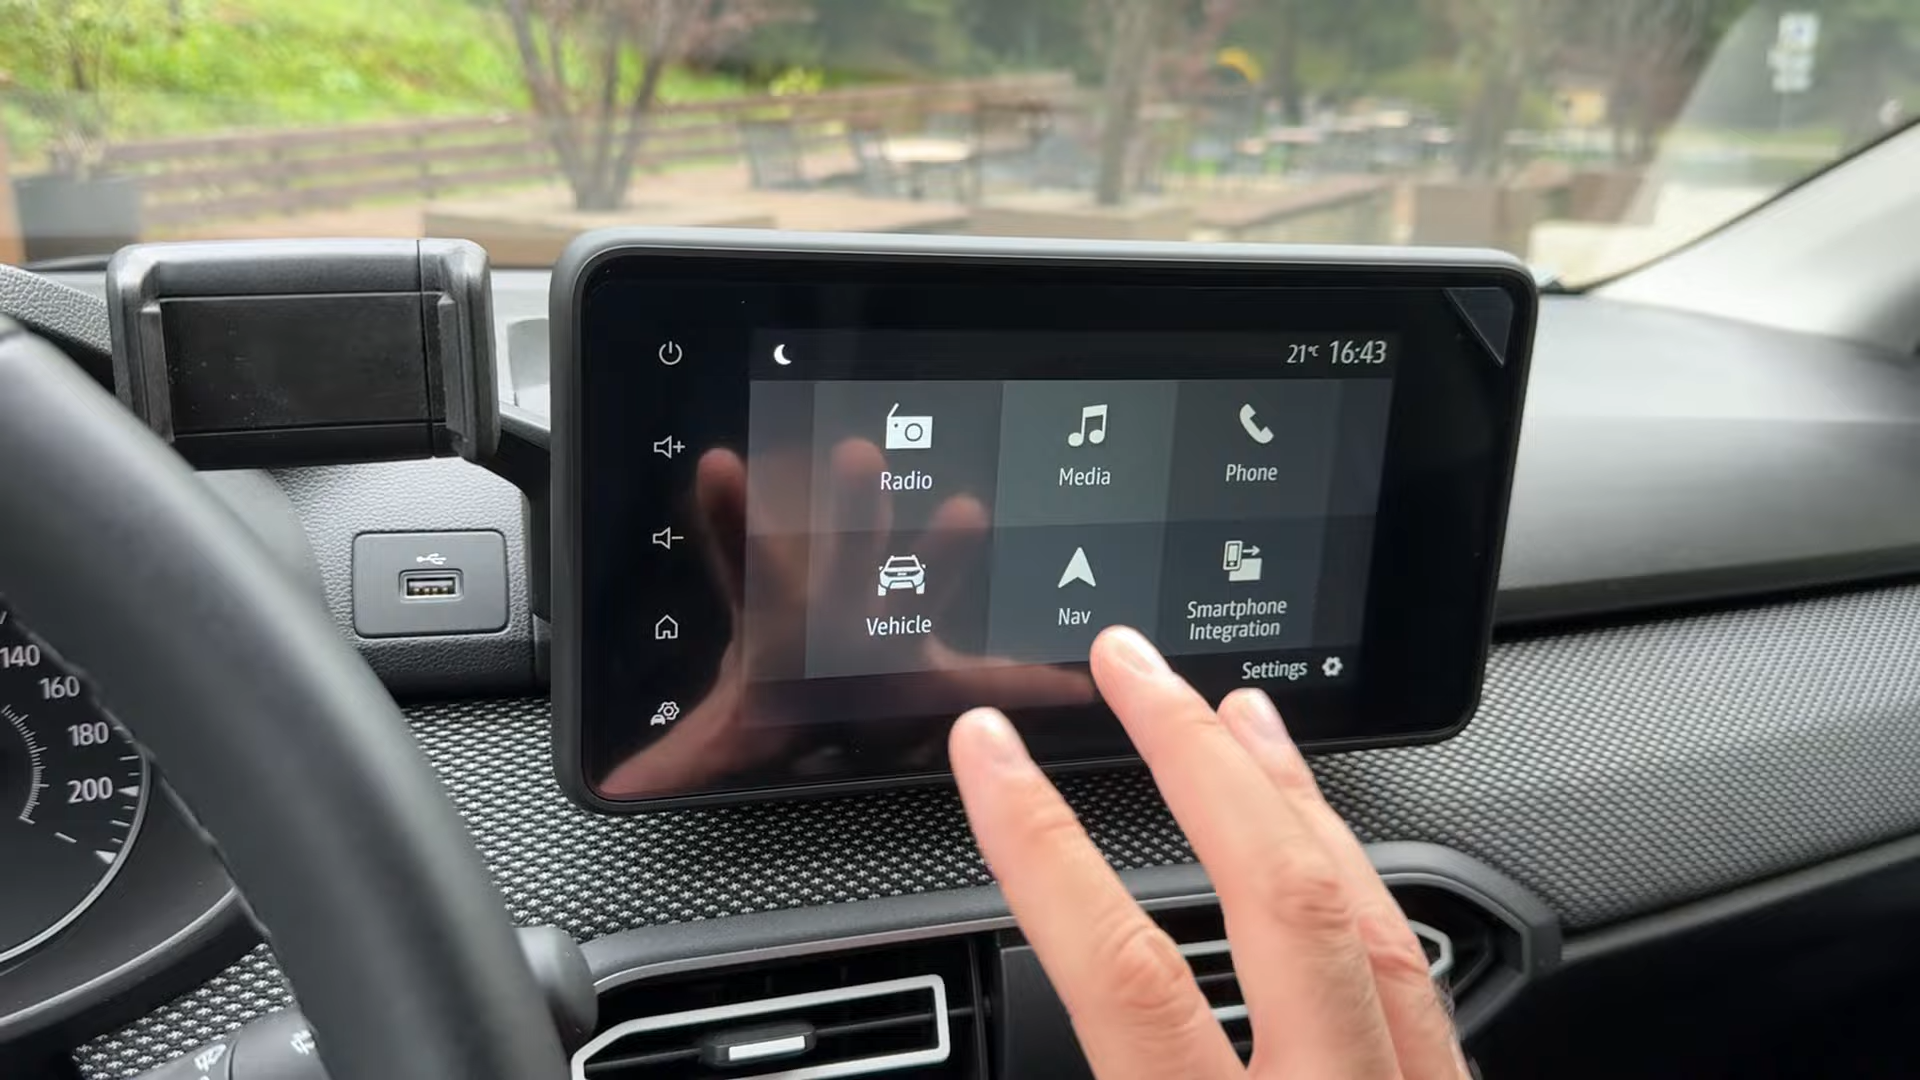 21°C 16:43
Radio
Media
Phone
Vehicle
Nav
Smartphone
Integration
Settings
140
160
180
200